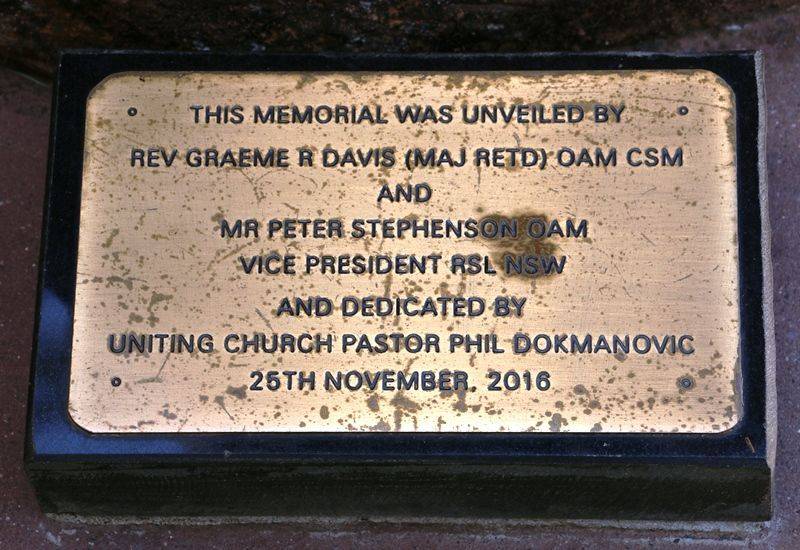 THIS MEMORIAL WAS UNVEILED BY
REV GRAEME R DAVIS (MAJ RETD) OAM CSM
AND
MR PETER STEPHENSON OAM
VICE PRESIDENT RSL NSW
AND DEDICATED BY
UNITING CHURCH PASTOR PHIL DOKMANOVIC
25TH NOVEMBER. 2016